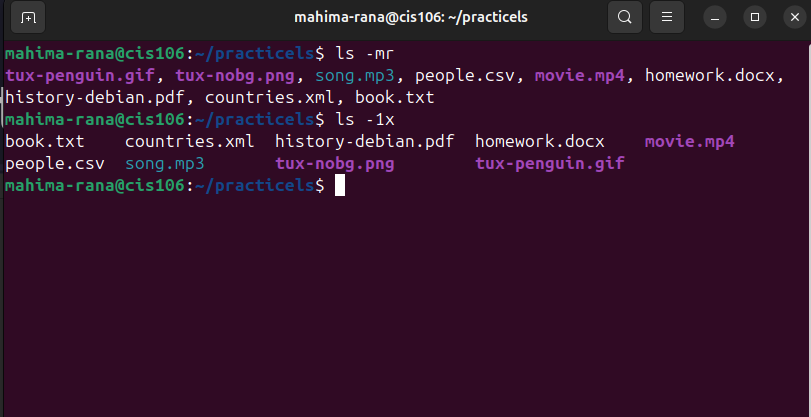 mahima-rana@cis106: ~/practicels
mahima-rana@cis106:~/practicels$ ls -mr
tux-penguin.gif, tux-nobg.png, song.mp3, people.csv, movie.mp4, homework.docx,
history-debian.pdf, countries.xml, book.txt
mahima-rana@cis106:~/practicels$ ls -1x
book.txt    countries.xml  history-debian.pdf  homework.docx    movie.mp4
people.csv  song.mp3       tux-nobg.png        tux-penguin.gif
mahima-rana@cis106:~/practicels$